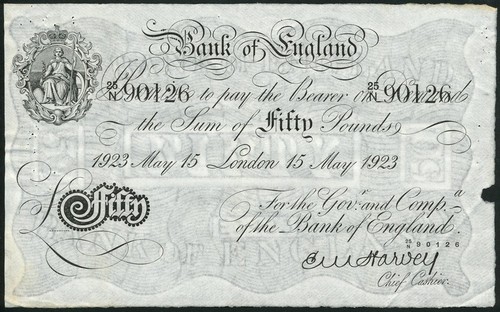 Bank of England
25/N 90126 to pay the Bearer on 25/N 90126
the Sum of Fifty Pounds
1923 May 15 London 15 May 1923
Fifty
For the Govr. and Compa.
of the Bank of England.
25/N 90126
E M Harvey
Chief Cashier.